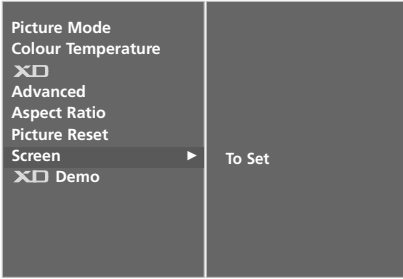 Picture Mode
Colour Temperature
XD
Advanced
Aspect Ratio
Picture Reset
Screen ► To Set
XD Demo